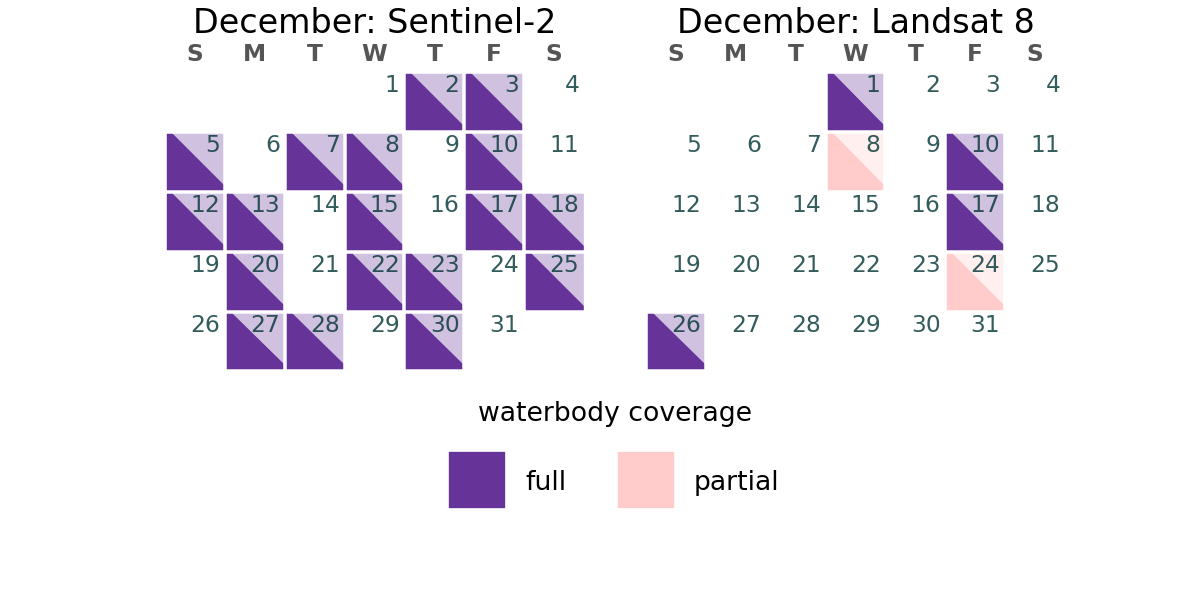 December: Sentinel-2
S M T W T F S
1 2 3 4
5 6 7 8 9 10 11
12 13 14 15 16 17 18
19 20 21 22 23 24 25
26 27 28 29 30 31
December: Landsat 8
S M T W T F S
1 2 3 4
5 6 7 8 9 10 11
12 13 14 15 16 17 18
19 20 21 22 23 24 25
26 27 28 29 30 31
waterbody coverage
full partial